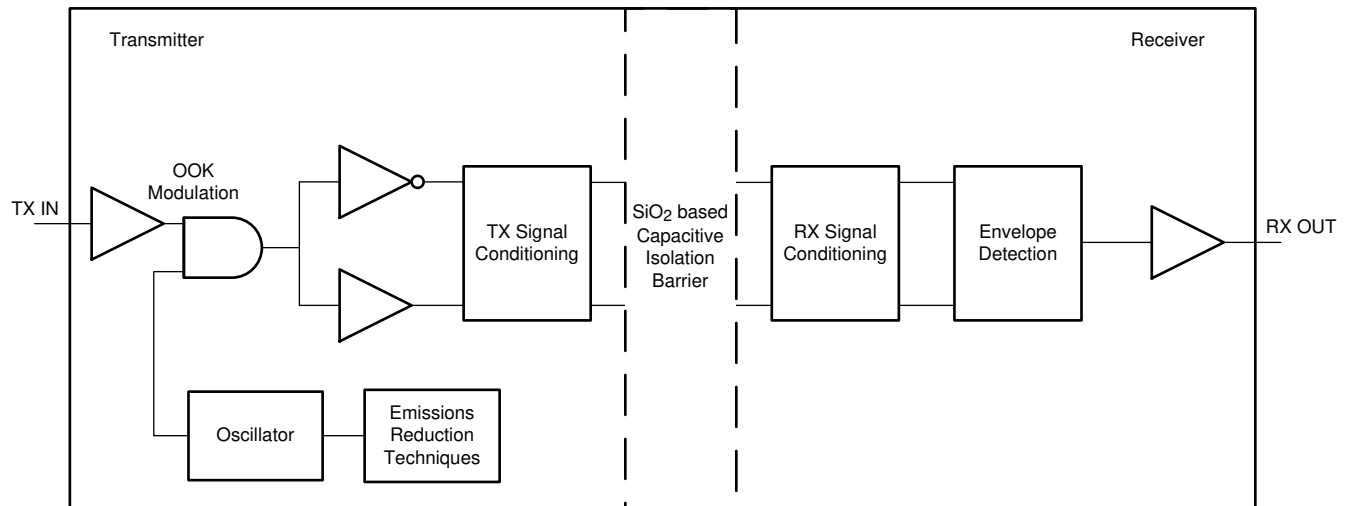 Transmitter
Receiver
OOK
Modulation
TX IN
TX Signal
Conditioning
SiO2 based
Capacitive
Isolation
Barrier
RX Signal
Conditioning
Envelope
Detection
RX OUT
Oscillator
Emissions
Reduction
Techniques